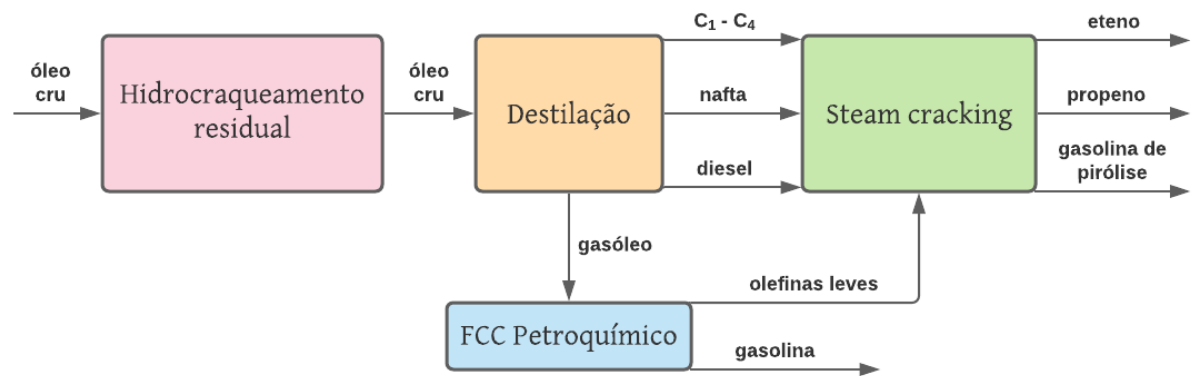 óleo
cru
Hidrocraqueamento
residual
óleo
cru
Destilação
C₁ - C₄
nafta
diesel
Steam cracking
eteno
propeno
gasolina de
pirólise
gasóleo
olefinas leves
FCC Petroquímico
gasolina